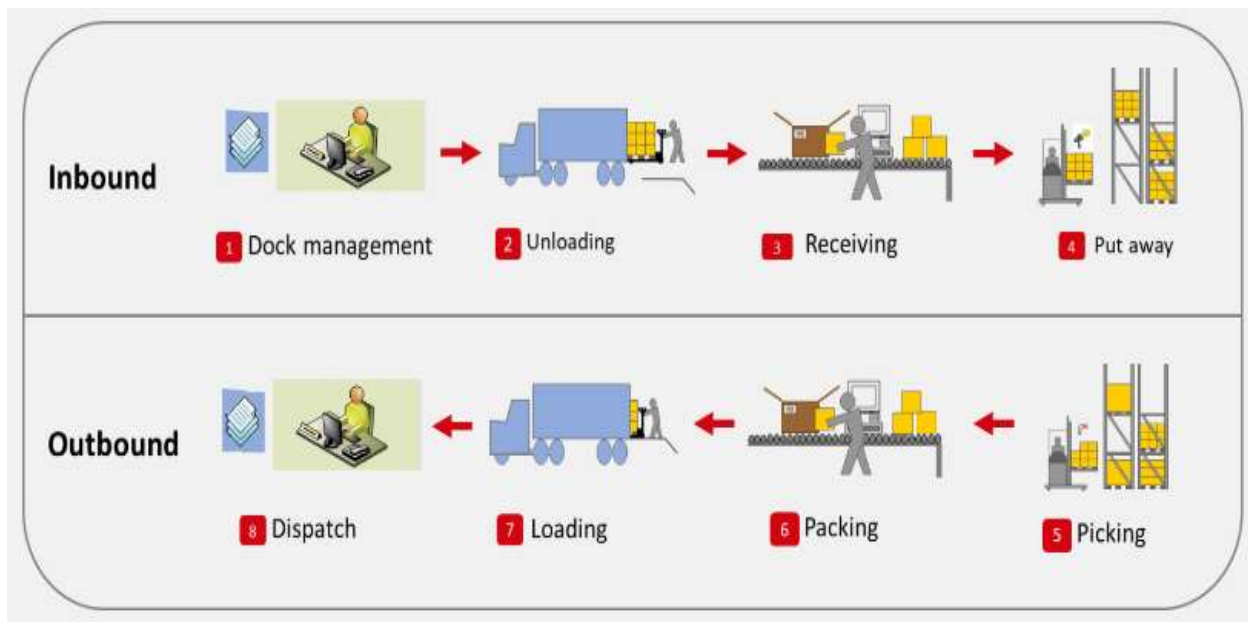 Inbound
1 Dock management
2 Unloading
3 Receiving
4 Put away
Outbound
8 Dispatch
7 Loading
6 Packing
5 Picking